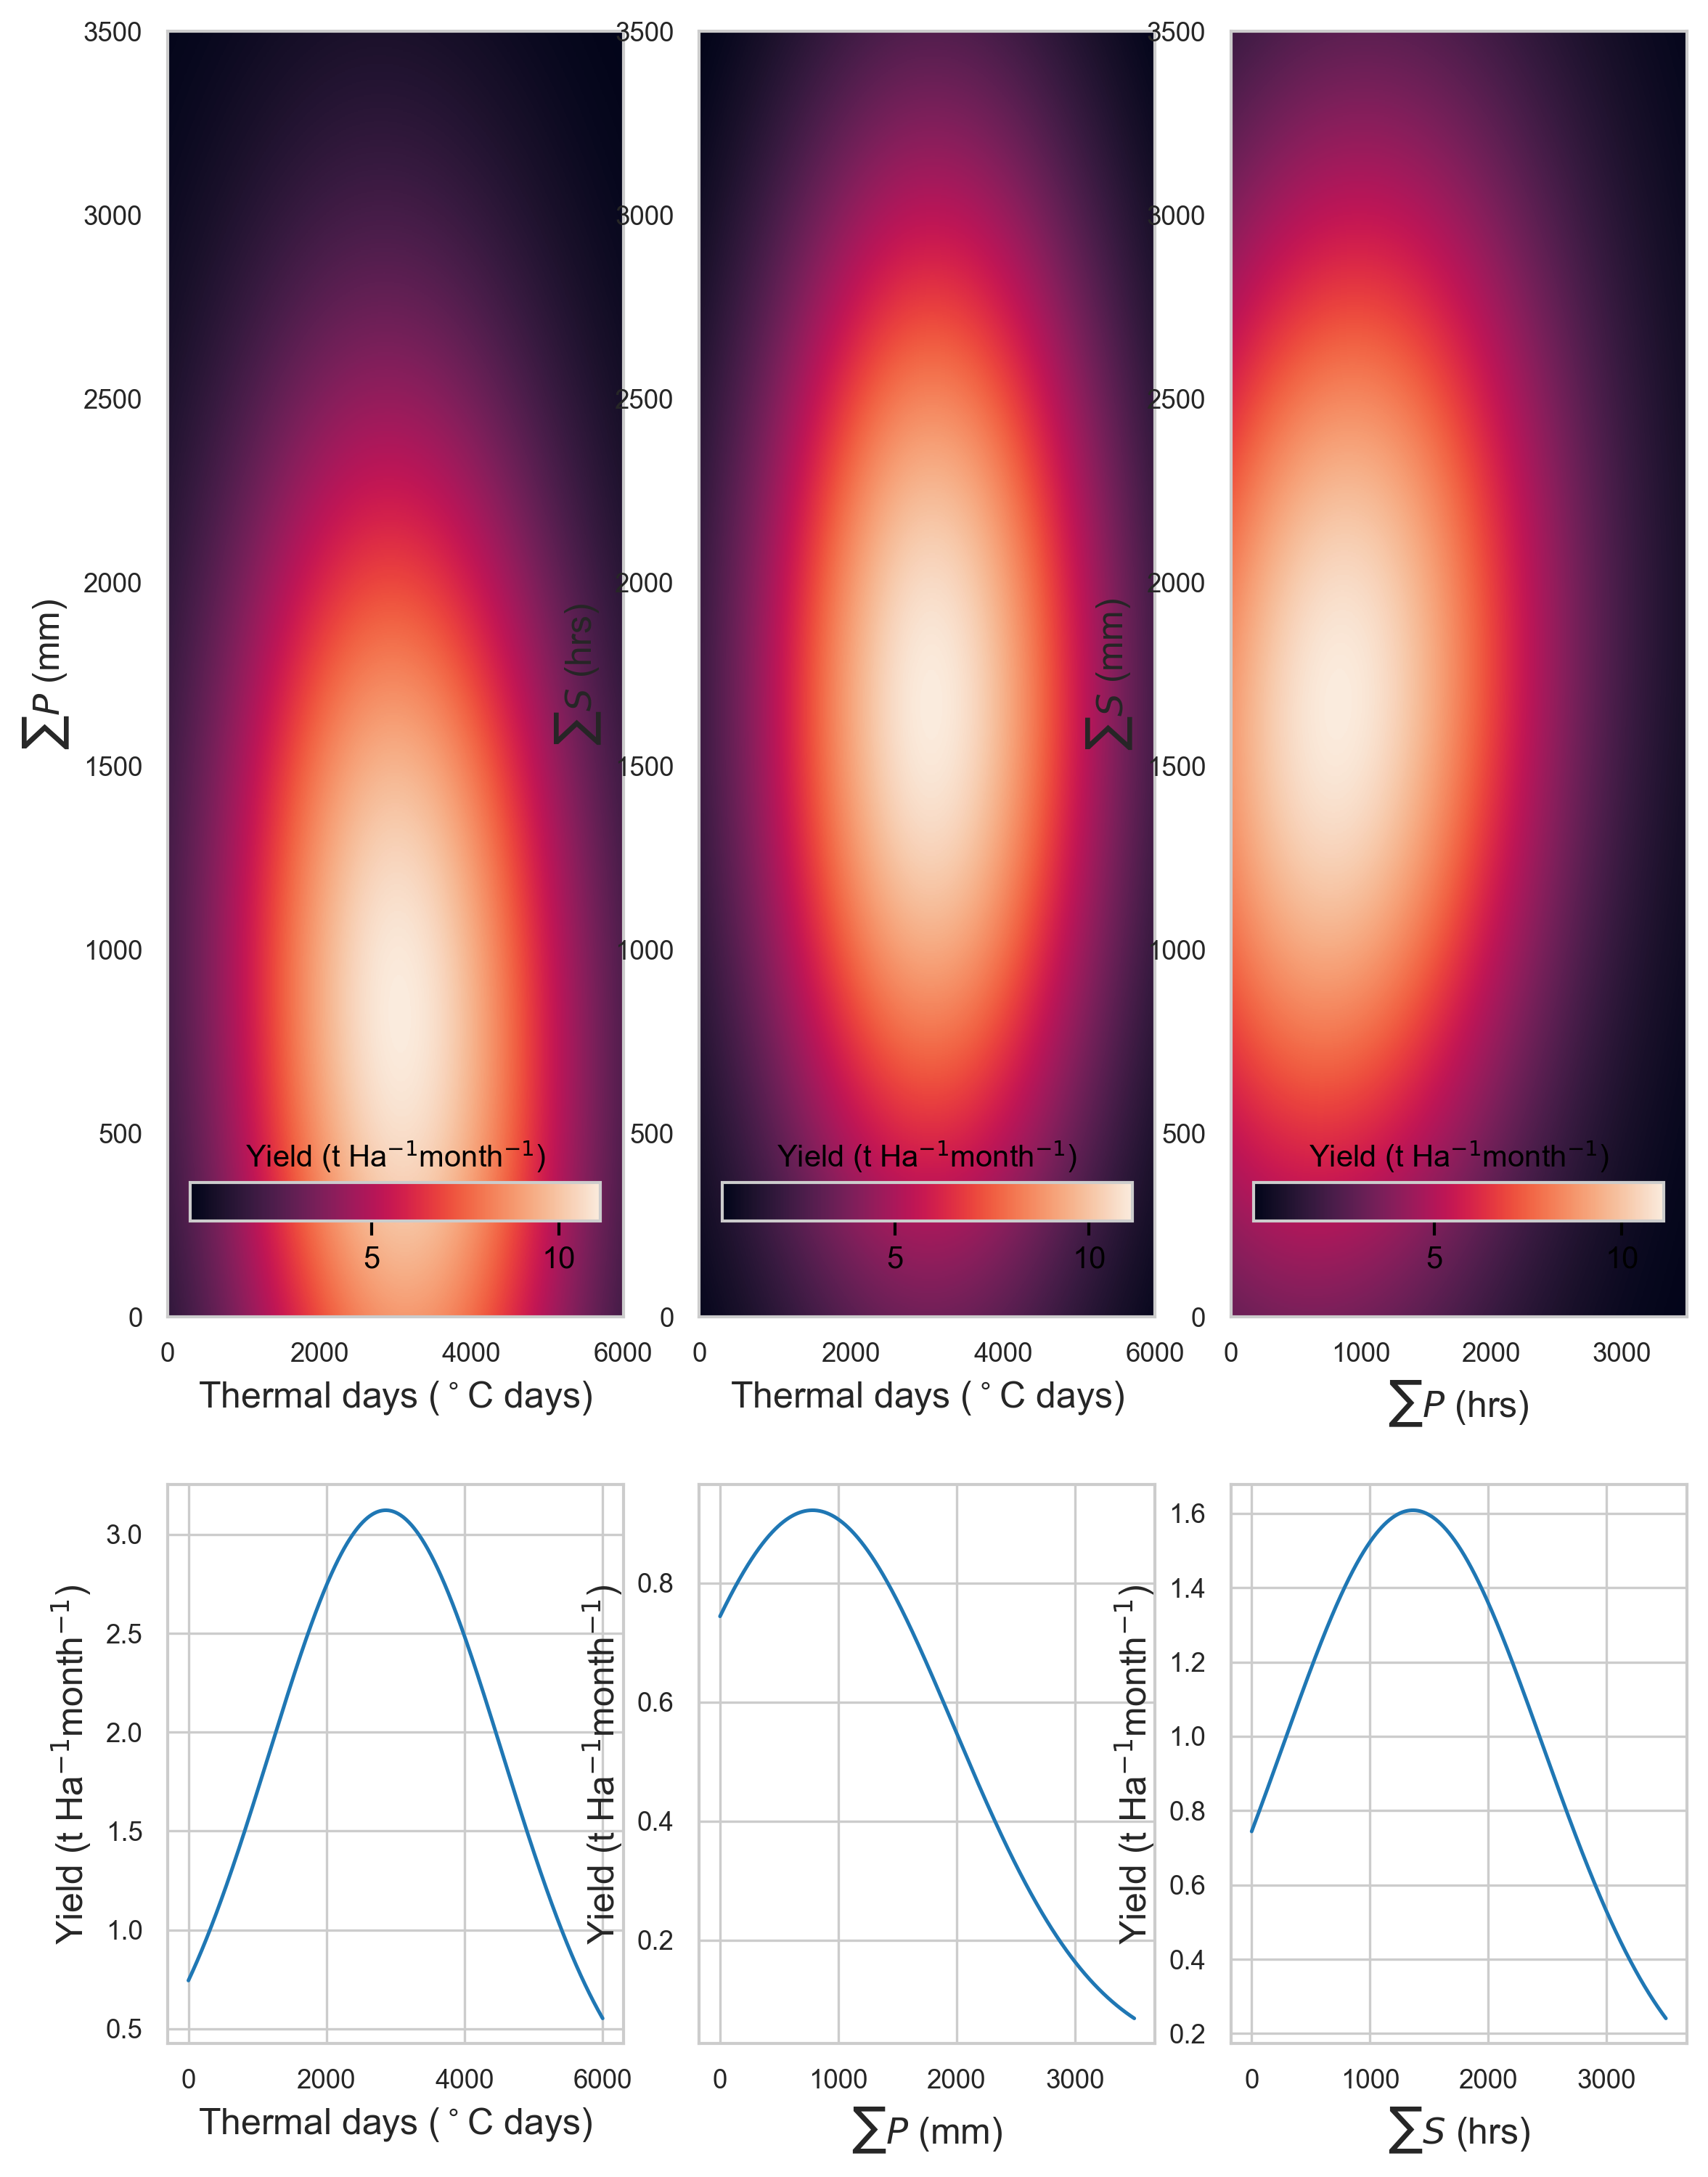 3500
3000
2500
2000
1500
1000
500
0
∑P (mm)
Yield (t Ha⁻¹month⁻¹)
5 10
0 2000 4000 6000
Thermal days (°C days)
3500
3000
2500
2000
1500
1000
500
0
∑S (hrs)
Yield (t Ha⁻¹month⁻¹)
5 10
0 2000 4000 6000
Thermal days (°C days)
3500
3000
2500
2000
1500
1000
500
0
∑S (mm)
Yield (t Ha⁻¹month⁻¹)
5 10
0 1000 2000 3000
∑P (hrs)
3.0
2.5
2.0
1.5
1.0
0.5
Yield (t Ha⁻¹month⁻¹)
0 2000 4000 6000
Thermal days (°C days)
0.8
0.6
0.4
0.2
Yield (t Ha⁻¹month⁻¹)
0 1000 2000 3000
∑P (mm)
1.6
1.4
1.2
1.0
0.8
0.6
0.4
0.2
Yield (t Ha⁻¹month⁻¹)
0 1000 2000 3000
∑S (hrs)